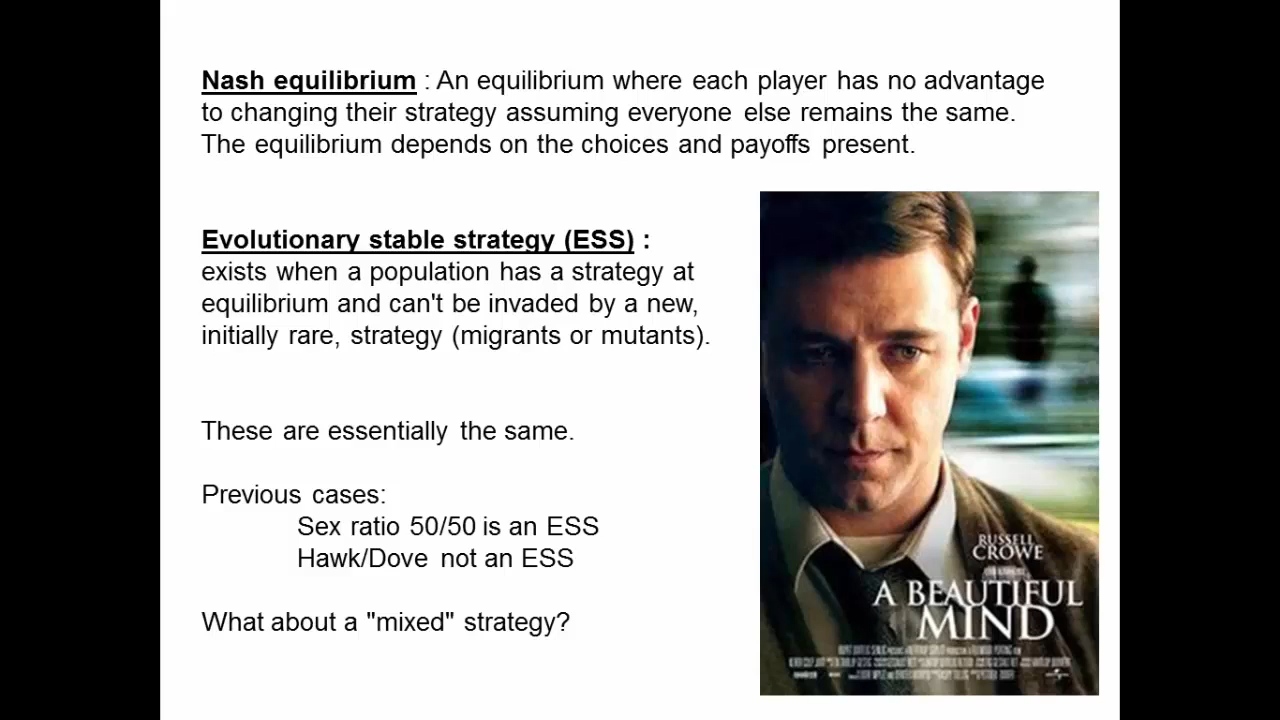 Nash equilibrium : An equilibrium where each player has no advantage
to changing their strategy assuming everyone else remains the same.
The equilibrium depends on the choices and payoffs present.
Evolutionary stable strategy (ESS) :
exists when a population has a strategy at
equilibrium and can't be invaded by a new,
initially rare, strategy (migrants or mutants).
These are essentially the same.
Previous cases:
Sex ratio 50/50 is an ESS
Hawk/Dove not an ESS
What about a "mixed" strategy?
RUSSELL
CROWE
A BEAUTIFUL
MIND